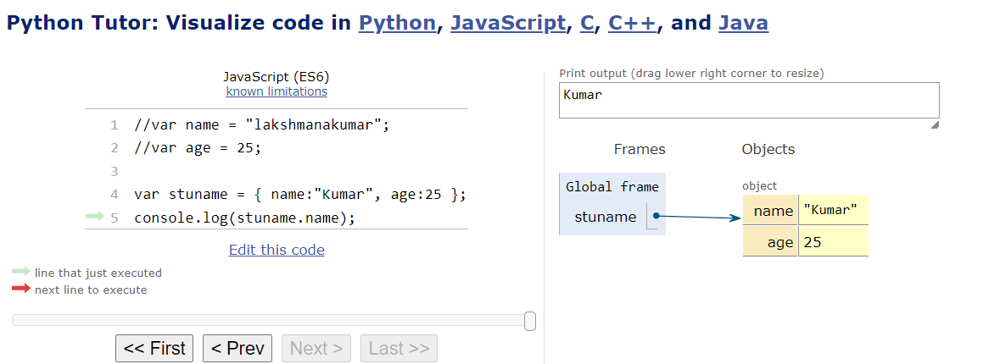 Python Tutor: Visualize code in Python, JavaScript, C, C++, and Java
JavaScript (ES6)
known limitations
1 //var name = "lakshmanakumar";
2 //var age = 25;
3
4 var stuname = { name:"Kumar", age:25 };
5 console.log(stuname.name);
Edit this code
line that just executed
next line to execute
<< First < Prev Next > Last >>
Print output (drag lower right corner to resize)
Kumar
Frames Objects
Global frame
stuname
object
name "Kumar"
age 25